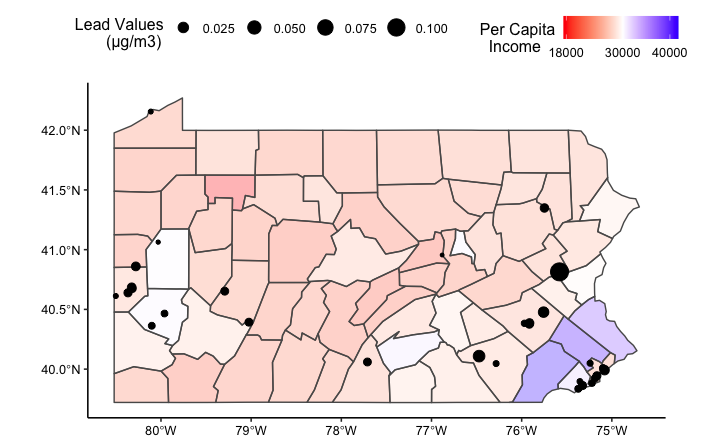 Lead Values
(µg/m3)
0.025 0.050 0.075 0.100
Per Capita
Income
18000 30000 40000
42.0°N
41.5°N
41.0°N
40.5°N
40.0°N
80°W 79°W 78°W 77°W 76°W 75°W